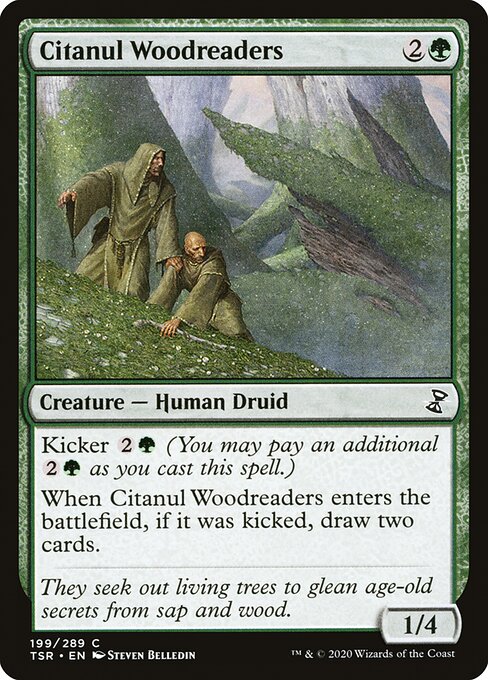 Citanul Woodreaders 2
Creature — Human Druid
Kicker 2 (You may pay an additional
2 as you cast this spell.)
When Citanul Woodreaders enters the
battlefield, if it was kicked, draw two
cards.
They seek out living trees to glean age-old
secrets from sap and wood.
1/4
199/289 C
TSR • EN Steven Belledin
™ & © 2020 Wizards of the Coast